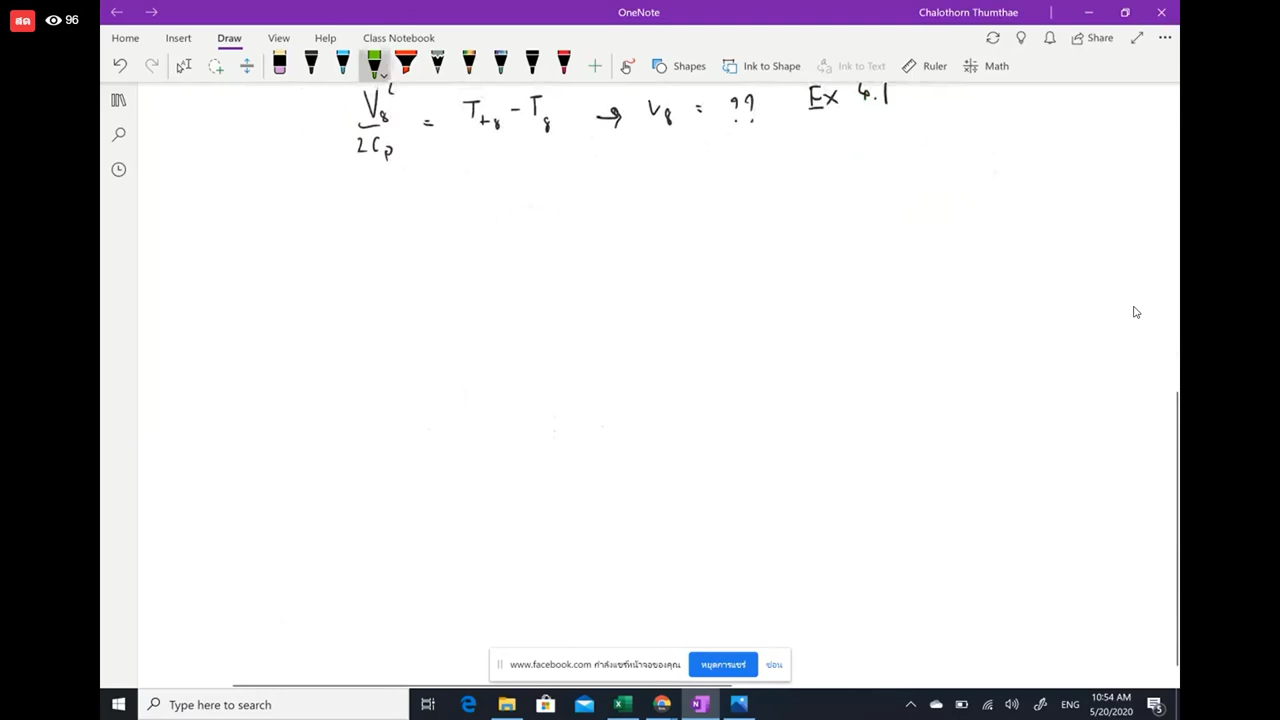 สด 96
OneNote
Chalothorn Thumthae
Home Insert Draw View Help Class Notebook
Share
Shapes Ink to Shape Ink to Text Ruler Math
V₈² / 2Cp = Tt₈ - T₈ → V₈ = ?? Ex 4.1
www.facebook.com กำลังแชร์หน้าจอของคุณ หยุดการแชร์ ซ่อน
Type here to search
ENG
10:54 AM
5/20/2020
5